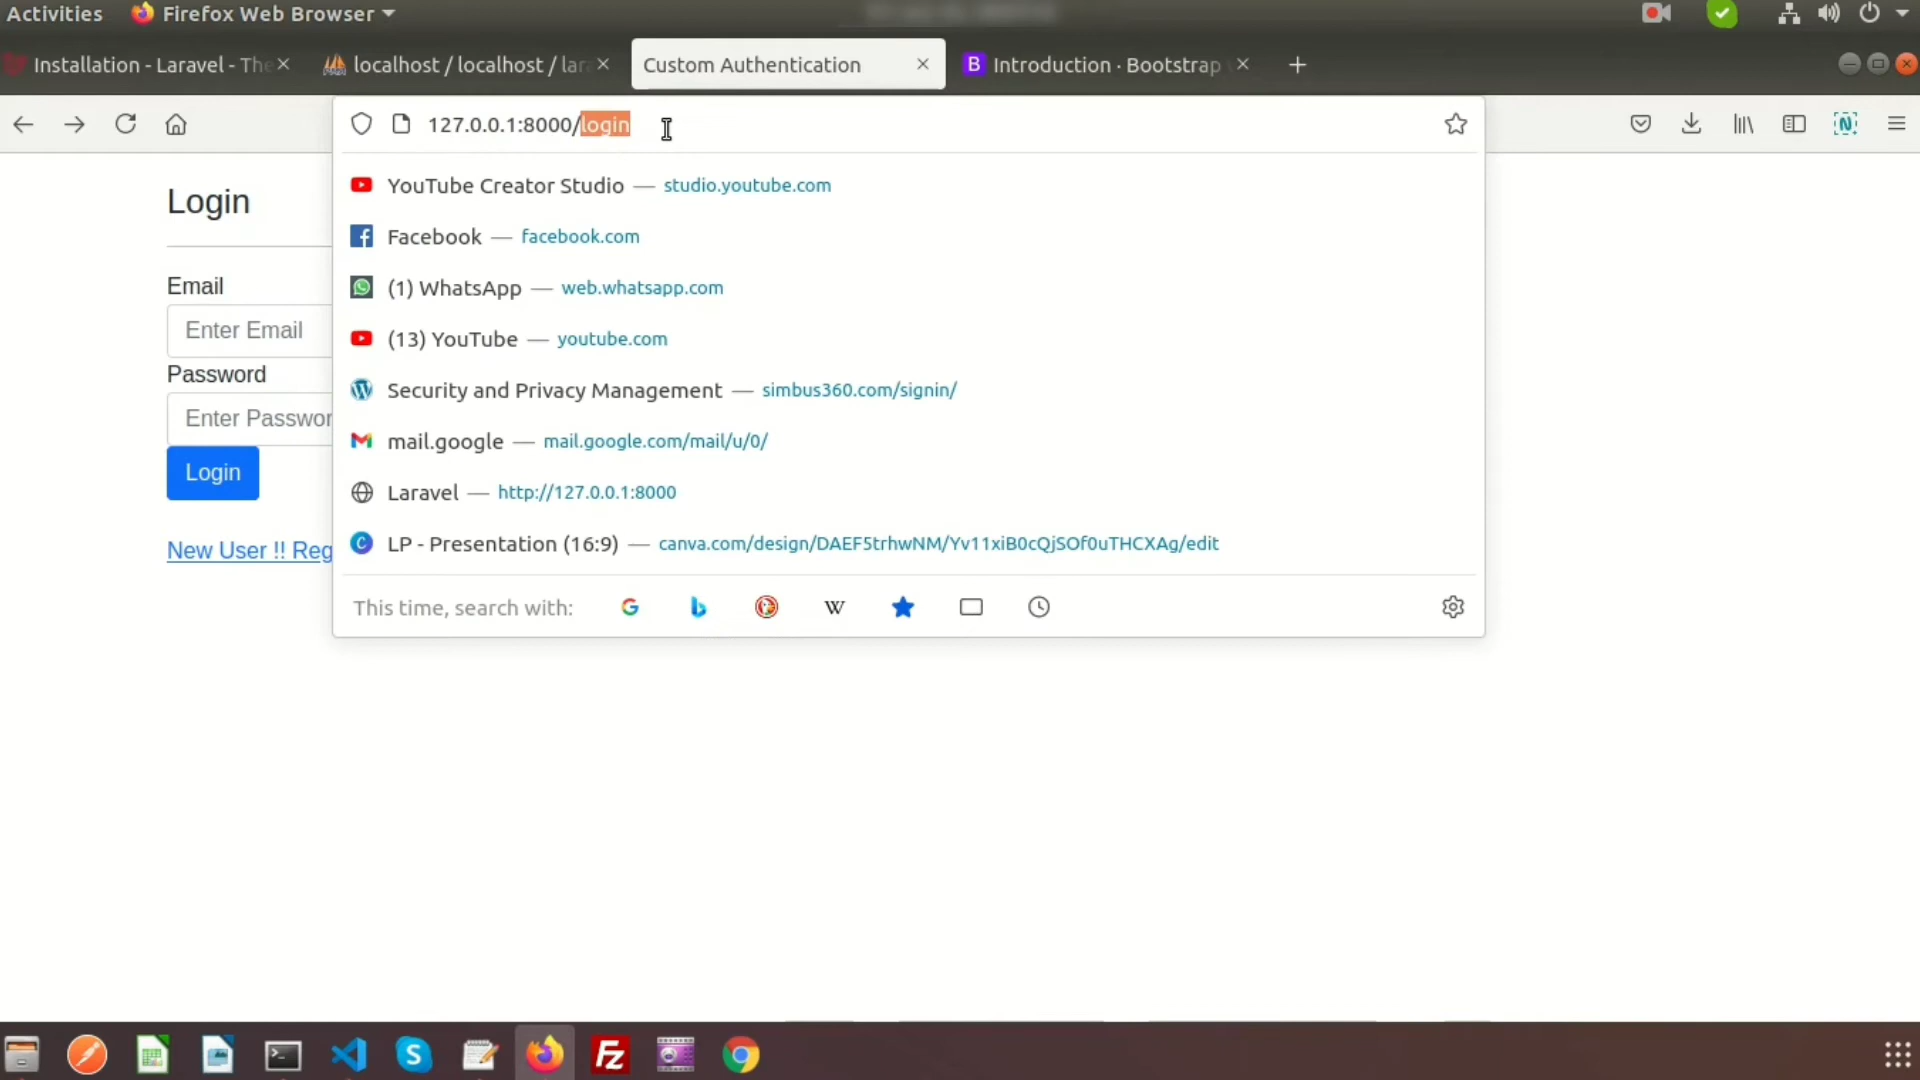 Activities Firefox Web Browser
Installation - Laravel - The localhost / localhost / lar Custom Authentication B Introduction · Bootstrap
127.0.0.1:8000/login
Login
Email
Enter Email
Password
Enter Passwor
Login
New User !! Reg
YouTube Creator Studio — studio.youtube.com
Facebook — facebook.com
(1) WhatsApp — web.whatsapp.com
(13) YouTube — youtube.com
Security and Privacy Management — simbus360.com/signin/
mail.google — mail.google.com/mail/u/0/
Laravel — http://127.0.0.1:8000
LP - Presentation (16:9) — canva.com/design/DAEF5trhwNM/Yv11xiB0cQjSOf0uTHCXAg/edit
This time, search with: